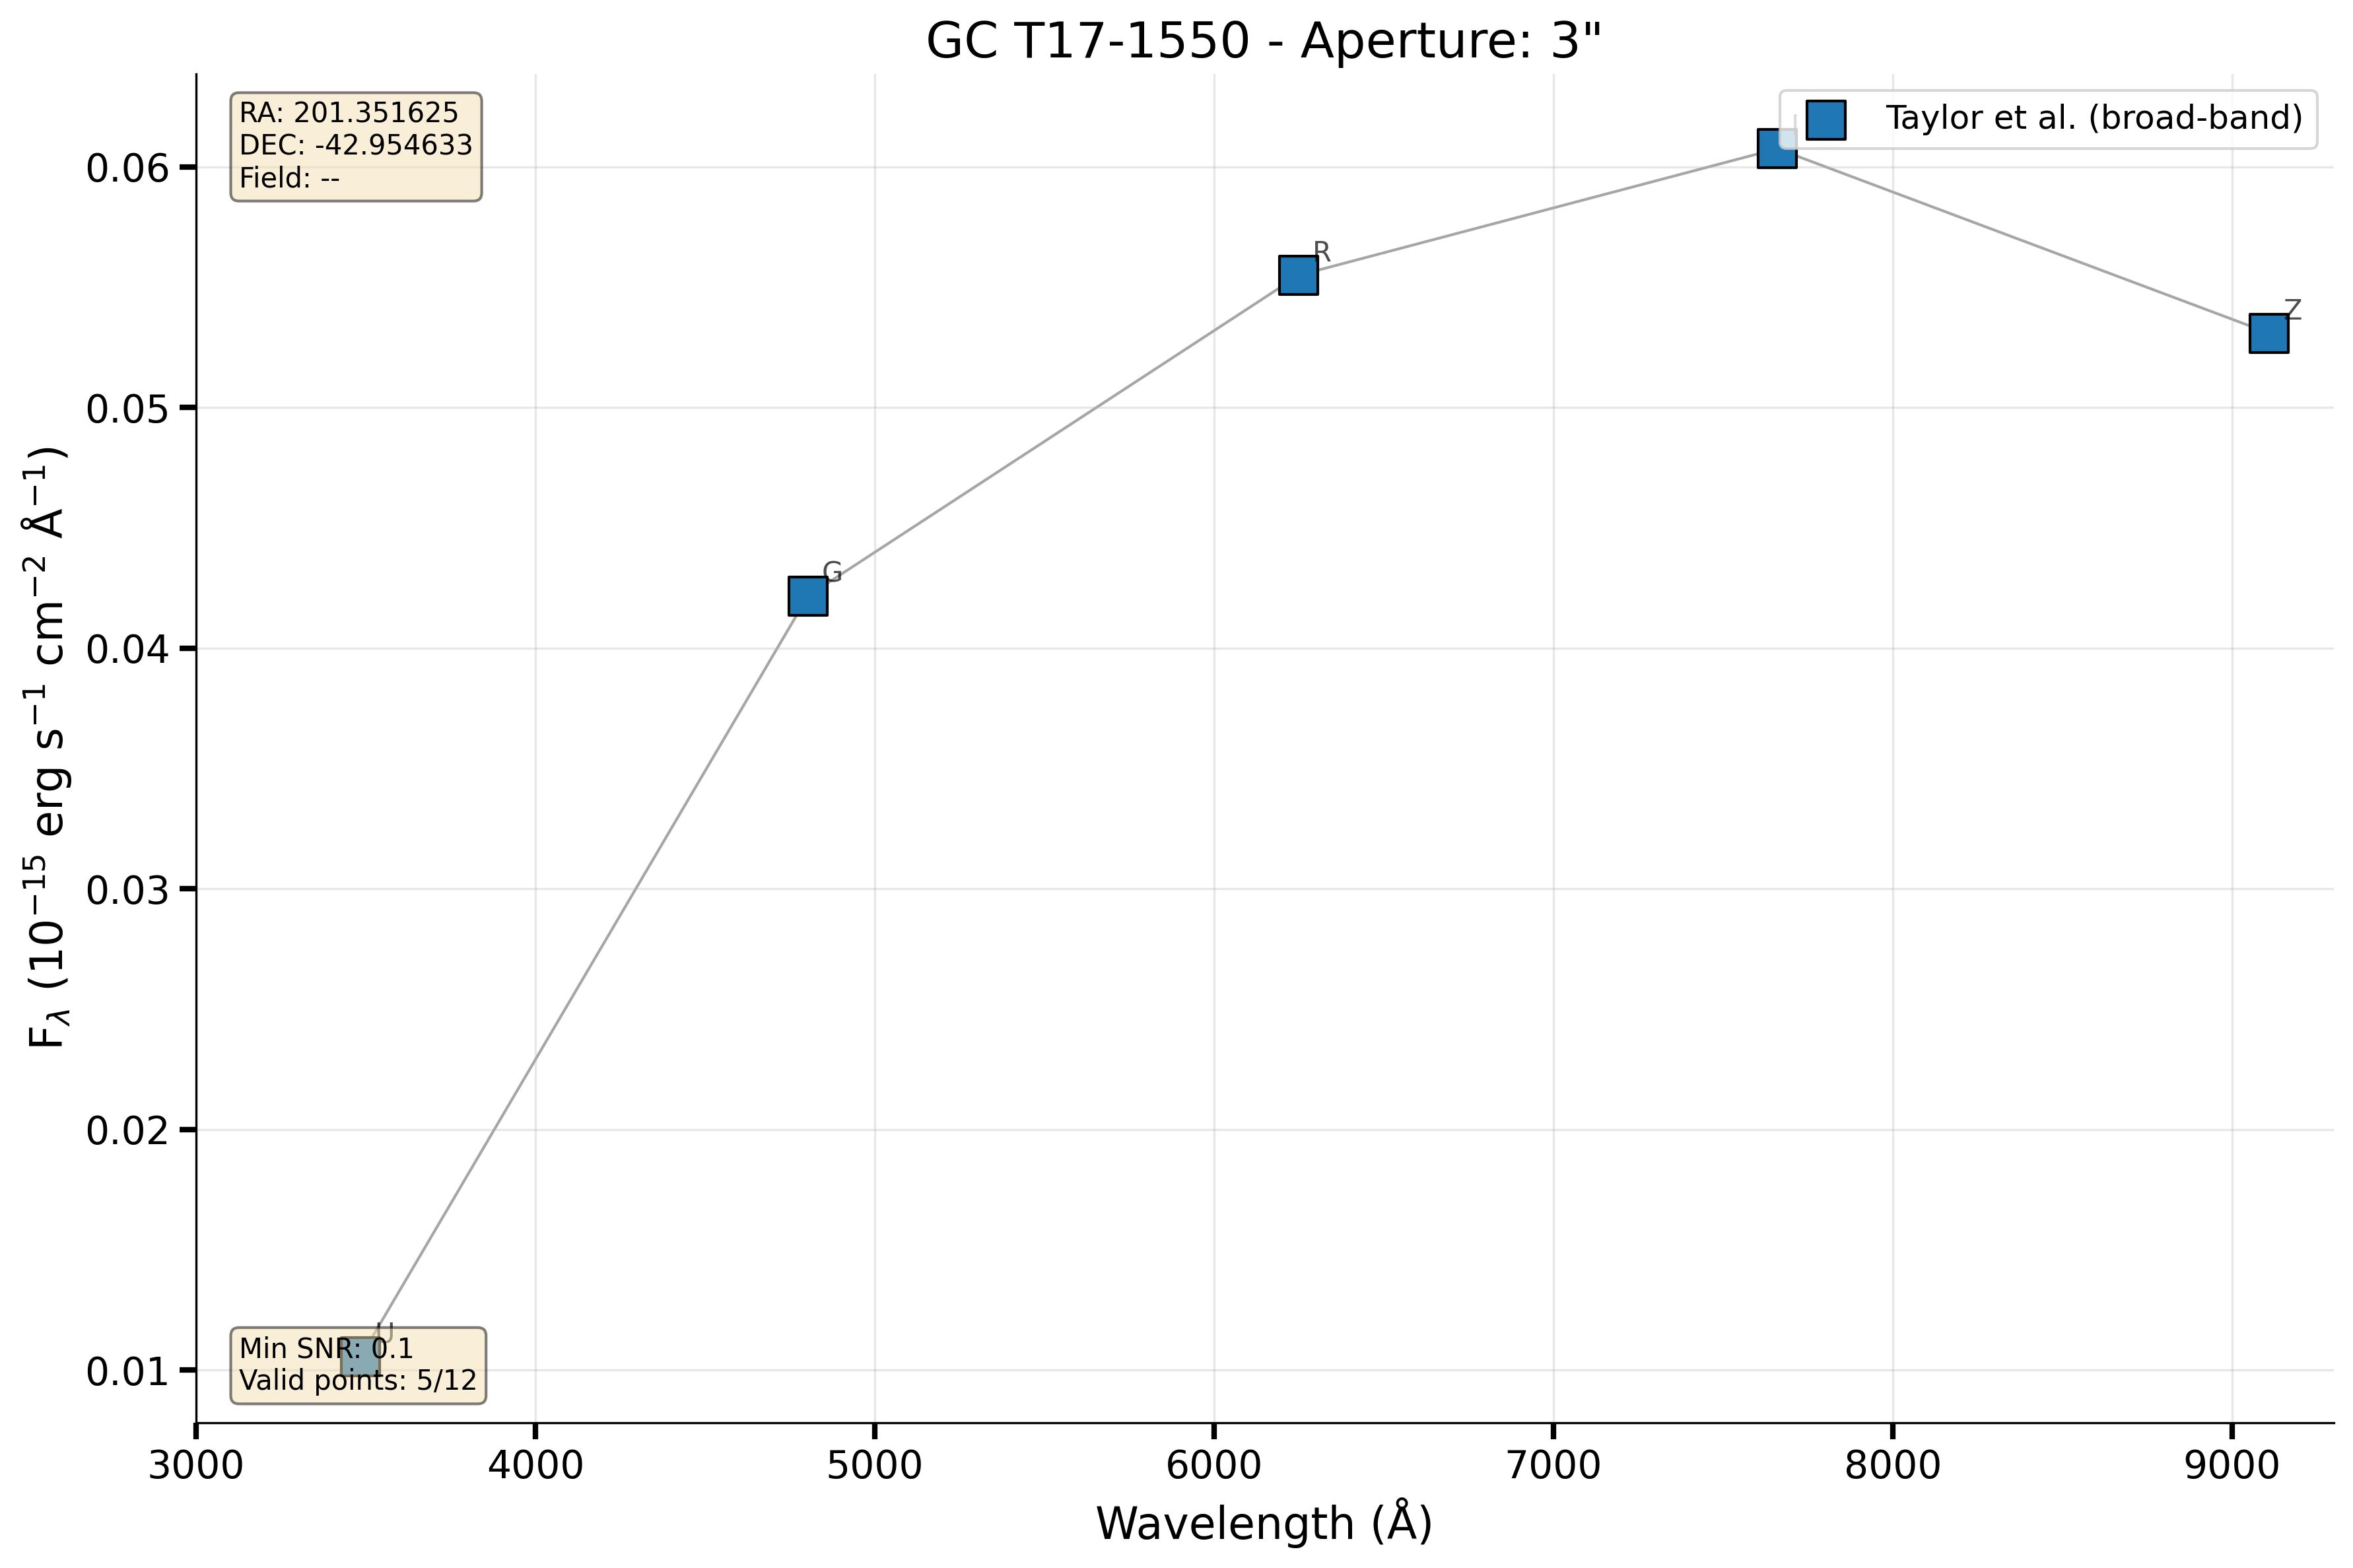 GC T17-1550 - Aperture: 3"
RA: 201.351625
DEC: -42.954633
Field: --
Taylor et al. (broad-band)
I
R
Z
G
U
Min SNR: 0.1
Valid points: 5/12
0.06
0.05
0.04
0.03
0.02
0.01
3000 4000 5000 6000 7000 8000 9000
Wavelength (Å)
F_λ (10⁻¹⁵ erg s⁻¹ cm⁻² Å⁻¹)